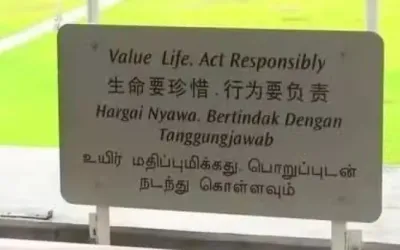 Value Life. Act Responsibly
生命要珍惜．行为要负责
Hargai Nyawa. Bertindak Dengan
Tanggungjawab
உயிர் மதிப்புமிக்கது. பொறுப்புடன்
நடந்து கொள்ளவும்